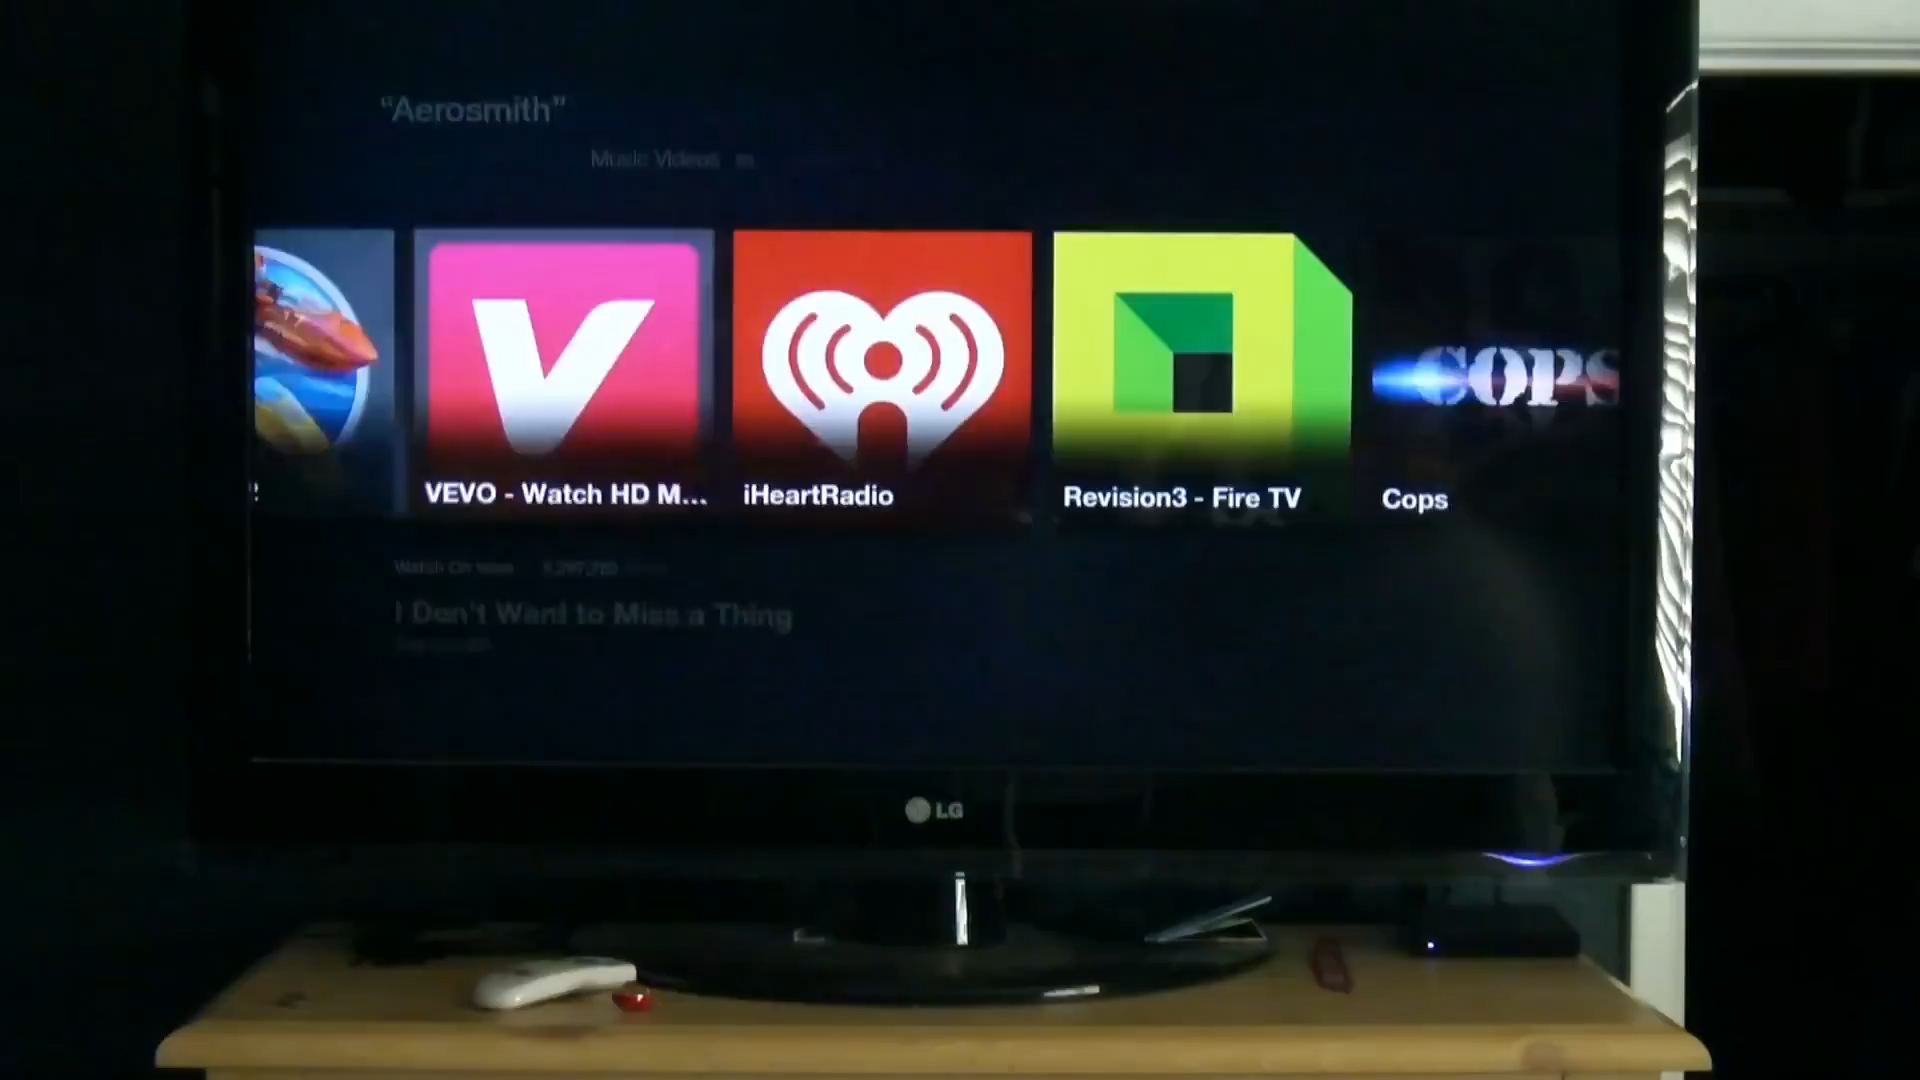 “Aerosmith”
Music Videos
COPS
VEVO - Watch HD M...
iHeartRadio
Revision3 - Fire TV
Cops
I Don't Want to Miss a Thing
LG